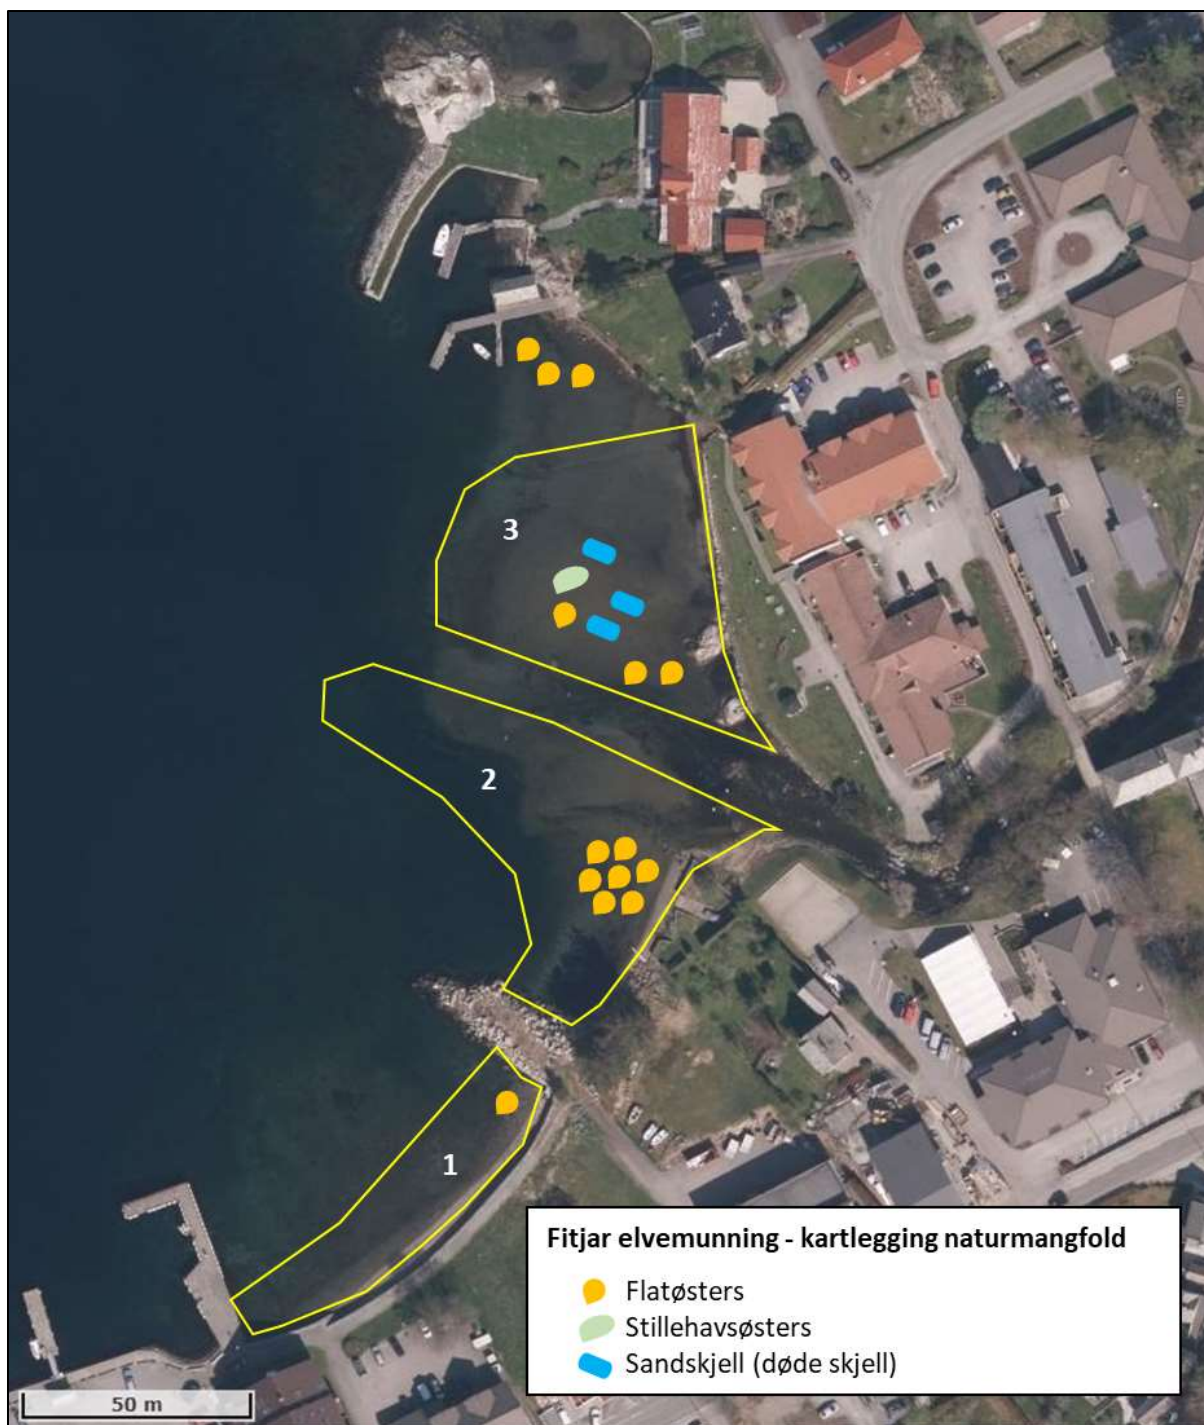 3
2
1
Fitjar elvemunning - kartlegging naturmangfold
Flatøsters
Stillehavsøsters
Sandskjell (døde skjell)
50 m